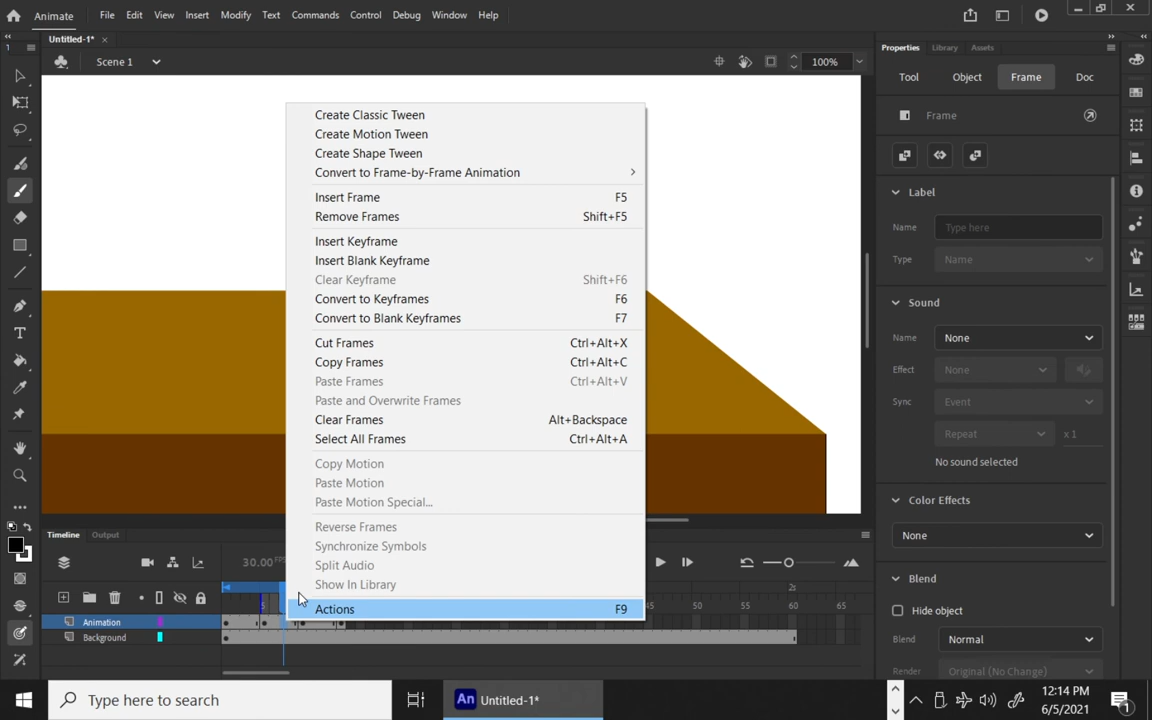 Animate File Edit View Insert Modify Text Commands Control Debug Window Help
Untitled-1* ×
Scene 1 100%
Properties Library Assets
Tool Object Frame Doc
Frame
Label
Name Type here
Type Name
Sound
Name None
Effect None
Sync Event
Repeat x 1
No sound selected
Color Effects
None
Blend
Hide object
Blend Normal
Render Original (No Change)
Create Classic Tween
Create Motion Tween
Create Shape Tween
Convert to Frame-by-Frame Animation
Insert Frame F5
Remove Frames Shift+F5
Insert Keyframe
Insert Blank Keyframe
Clear Keyframe Shift+F6
Convert to Keyframes F6
Convert to Blank Keyframes F7
Cut Frames Ctrl+Alt+X
Copy Frames Ctrl+Alt+C
Paste Frames Ctrl+Alt+V
Paste and Overwrite Frames
Clear Frames Alt+Backspace
Select All Frames Ctrl+Alt+A
Copy Motion
Paste Motion
Paste Motion Special...
Reverse Frames
Synchronize Symbols
Split Audio
Show In Library
Actions F9
Timeline Output
30.00 FPS
2s
5 45 50 55 60 65
Animation
Background
Type here to search
An Untitled-1*
12:14 PM
6/5/2021
1